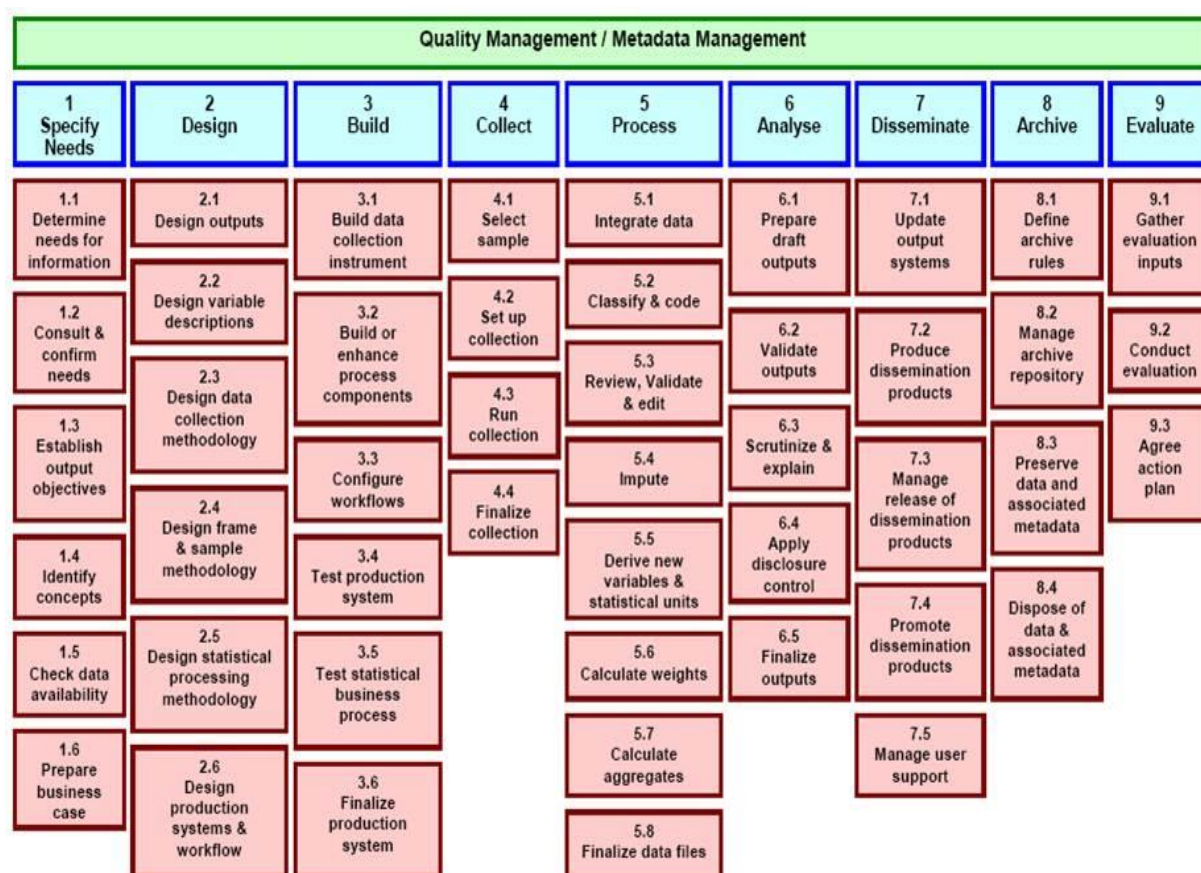 Quality Management / Metadata Management
1
Specify
Needs
2
Design
3
Build
4
Collect
5
Process
6
Analyse
7
Disseminate
8
Archive
9
Evaluate
1.1
Determine
needs for
information
1.2
Consult &
confirm
needs
1.3
Establish
output
objectives
1.4
Identify
concepts
1.5
Check data
availability
1.6
Prepare
business
case
2.1
Design outputs
2.2
Design variable
descriptions
2.3
Design data
collection
methodology
2.4
Design frame
& sample
methodology
2.5
Design statistical
processing
methodology
2.6
Design
production
systems &
workflow
3.1
Build data
collection
instrument
3.2
Build or
enhance
process
components
3.3
Configure
workflows
3.4
Test production
system
3.5
Test statistical
business
process
3.6
Finalize
production
system
4.1
Select
sample
4.2
Set up
collection
4.3
Run
collection
4.4
Finalize
collection
5.1
Integrate data
5.2
Classify & code
5.3
Review, Validate
& edit
5.4
Impute
5.5
Derive new
variables &
statistical units
5.6
Calculate weights
5.7
Calculate
aggregates
5.8
Finalize data files
6.1
Prepare
draft
outputs
6.2
Validate
outputs
6.3
Scrutinize &
explain
6.4
Apply
disclosure
control
6.5
Finalize
outputs
7.1
Update
output
systems
7.2
Produce
dissemination
products
7.3
Manage
release of
dissemination
products
7.4
Promote
dissemination
products
7.5
Manage user
support
8.1
Define
archive
rules
8.2
Manage
archive
repository
8.3
Preserve
data and
associated
metadata
8.4
Dispose of
data &
associated
metadata
9.1
Gather
evaluation
inputs
9.2
Conduct
evaluation
9.3
Agree
action
plan